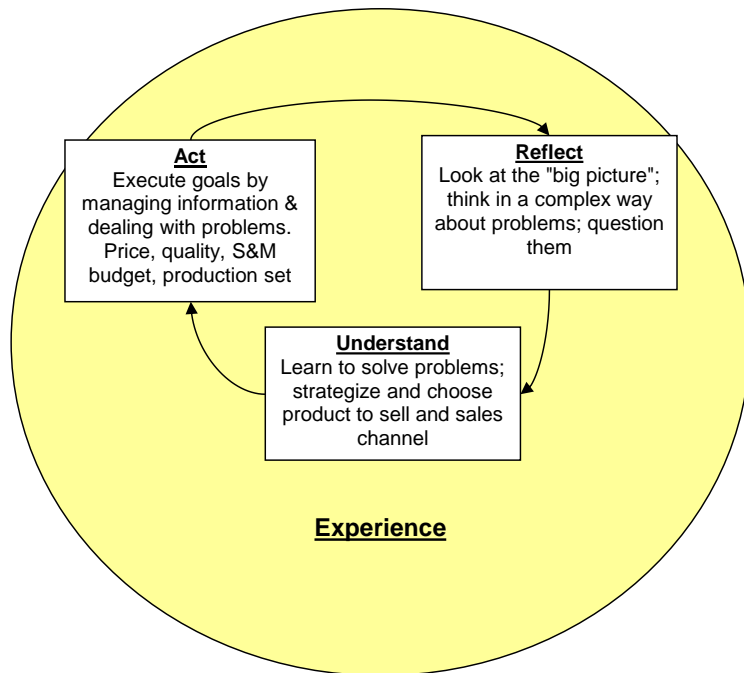 Act
Execute goals by
managing information &
dealing with problems.
Price, quality, S&M
budget, production set
Reflect
Look at the "big picture";
think in a complex way
about problems; question
them
Understand
Learn to solve problems;
strategize and choose
product to sell and sales
channel
Experience